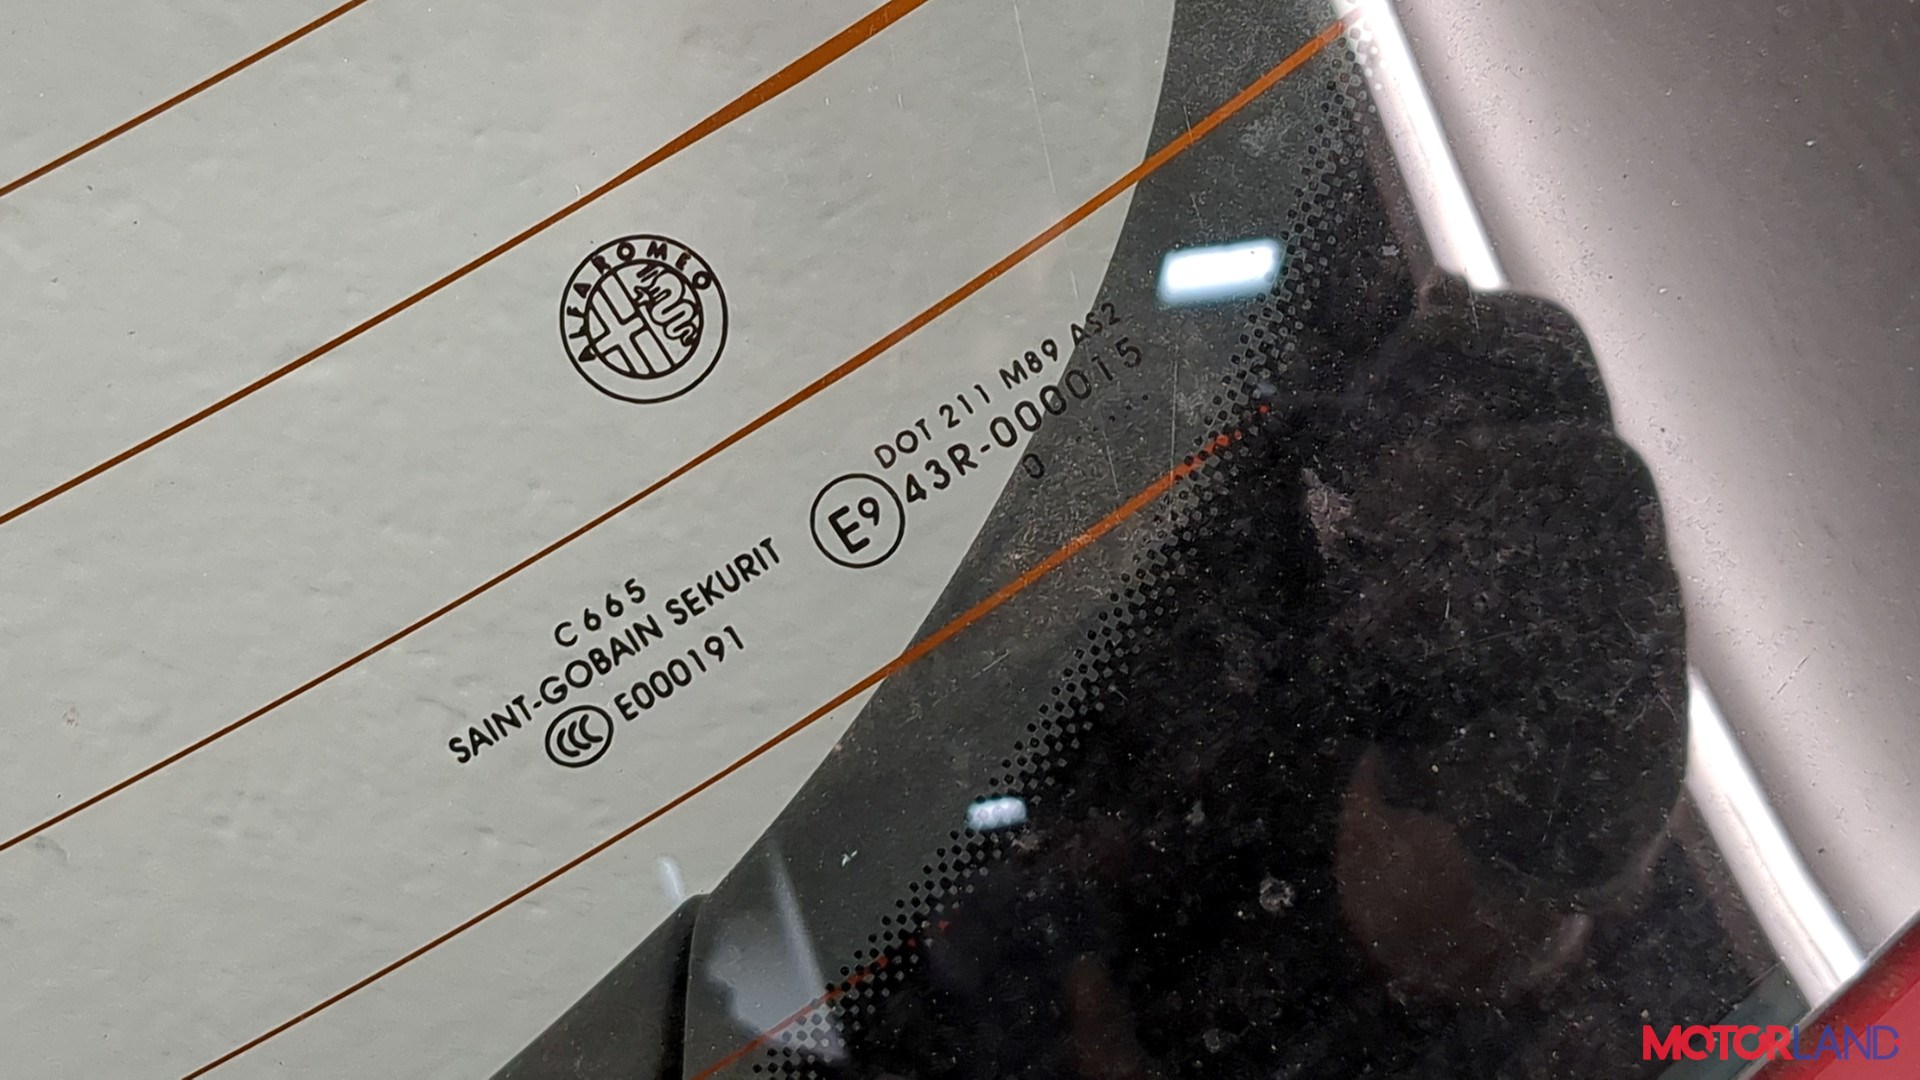 ALFA ROMEO
DOT 211 M89 AS2
E9 43R-000015
0 ....
C665
SAINT-GOBAIN SEKURIT
CCC E000191
MOTORLAND